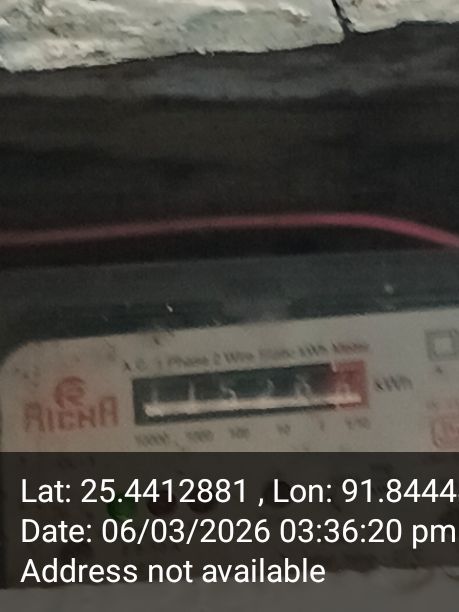 A.C. 1 Phase 2 Wire Static kWh Meter
RICHA
kWh
10000 1000 100 10 1 1/10
Lat: 25.4412881 , Lon: 91.8444
Date: 06/03/2026 03:36:20 pm
Address not available